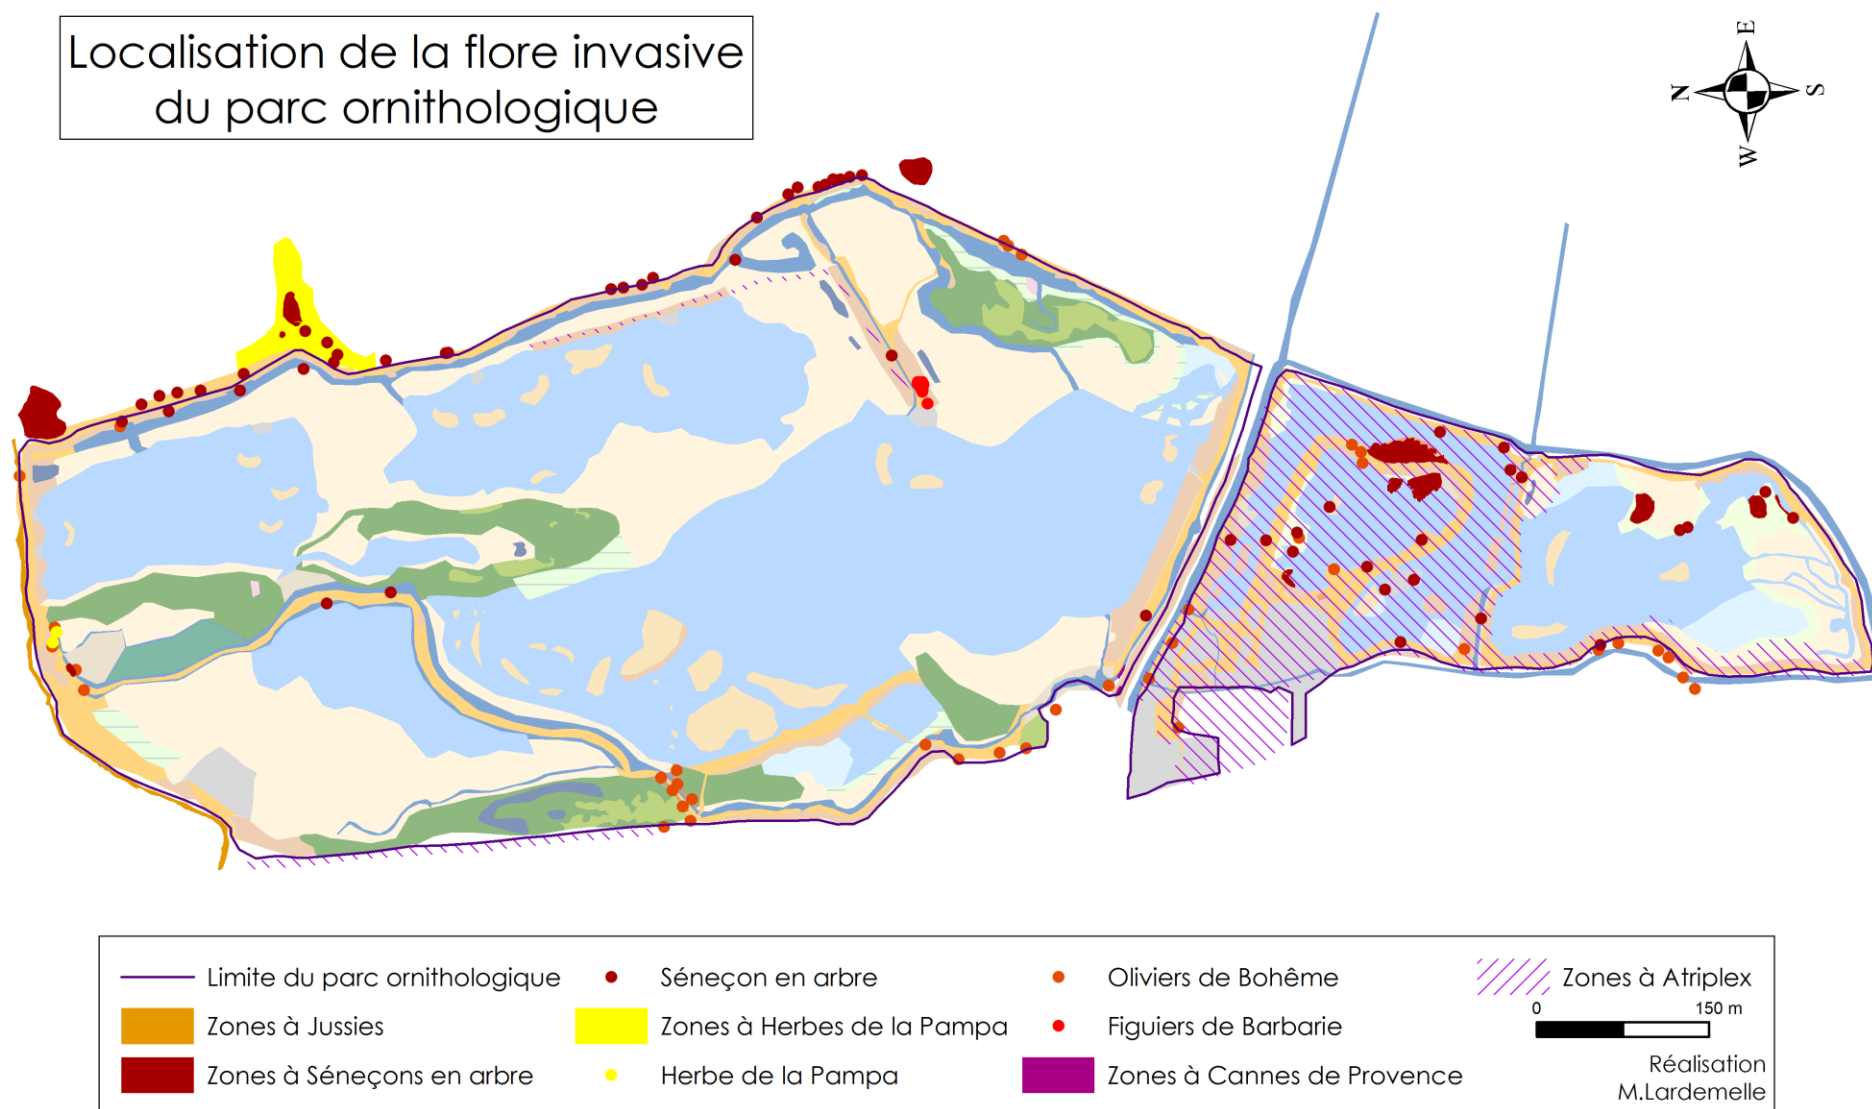 Localisation de la flore invasive
du parc ornithologique
E
N
S
W
Limite du parc ornithologique
Séneçon en arbre
Oliviers de Bohême
Zones à Atriplex
Zones à Jussies
Zones à Herbes de la Pampa
Figuiers de Barbarie
0 150 m
Zones à Séneçons en arbre
Herbe de la Pampa
Zones à Cannes de Provence
Réalisation
M.Lardemelle